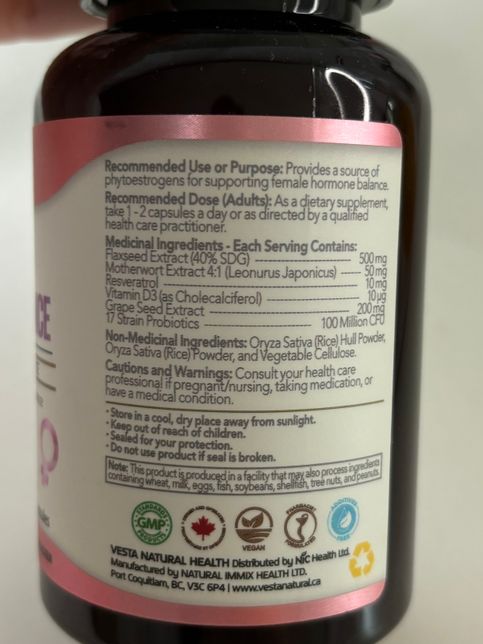 Recommended Use or Purpose: Provides a source of
phytoestrogens for supporting female hormone balance.
Recommended Dose (Adults): As a dietary supplement,
take 1-2 capsules a day or as directed by a qualified
health care practitioner.
Medicinal Ingredients - Each Serving Contains:
Flaxseed Extract (40% SDG) 500 mg
Motherwort Extract 4:1 (Leonurus Japonicus) 50 mg
Resveratrol 10 mg
Vitamin D3 (as Cholecalciferol) 10 µg
Grape Seed Extract 200 mg
17 Strain Probiotics 100 Million CFU
Non-Medicinal Ingredients: Oryza Sativa (Rice) Hull Powder,
Oryza Sativa (Rice) Powder, and Vegetable Cellulose.
Cautions and Warnings: Consult your health care
professional if pregnant/nursing, taking medication, or
have a medical condition.
- Store in a cool, dry place away from sunlight.
- Keep out of reach of children.
- Sealed for your protection.
- Do not use product if seal is broken.
Note: This product is produced in a facility that may also process ingredients
containing wheat, milk, eggs, fish, soybeans, shellfish, tree nuts, and peanuts.
CE
STANDARDS
GMP
VEGAN
PHARMACIST
FORMULATED
ADDITIVES
FREE
VESTA NATURAL HEALTH Distributed by NIC Health Ltd.
Manufactured by NATURAL IMMIX HEALTH LTD.
Port Coquitlam, BC, V3C 6P4 | www.vestanatural.ca